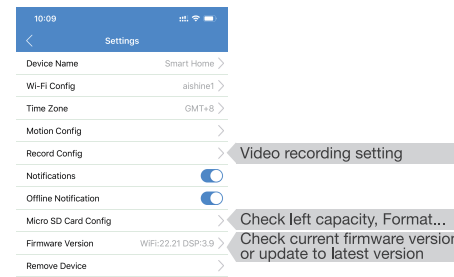 10:09
Settings
Device Name Smart Home
Wi-Fi Config aishine1
Time Zone GMT+8
Motion Config
Record Config
Video recording setting
Notifications
Offline Notification
Micro SD Card Config
Check left capacity, Format...
Firmware Version WiFi:22.21 DSP:3.9
Check current firmware version
or update to latest version
Remove Device